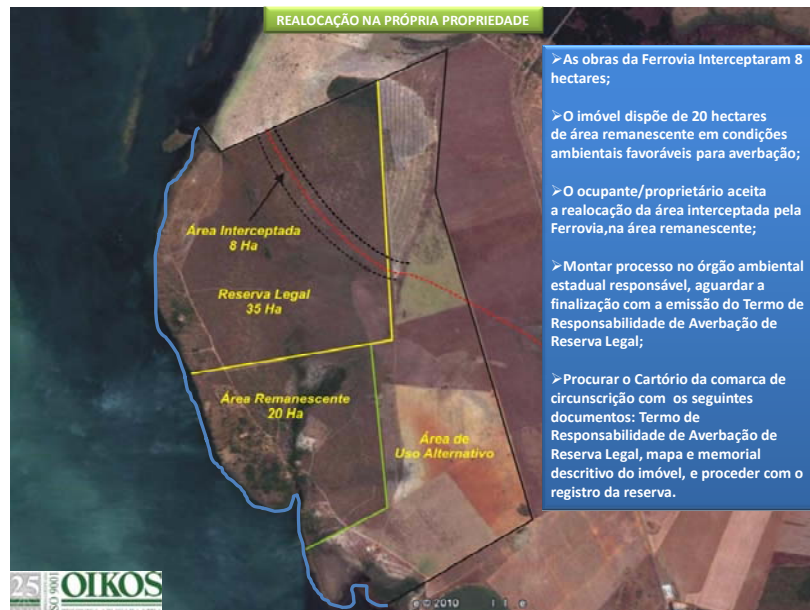 REALOCAÇÃO NA PRÓPRIA PROPRIEDADE
➢As obras da Ferrovia Interceptaram 8
hectares;
➢O imóvel dispõe de 20 hectares
de área remanescente em condições
ambientais favoráveis para averbação;
➢O ocupante/proprietário aceita
a realocação da área interceptada pela
Ferrovia,na área remanescente;
➢Montar processo no órgão ambiental
estadual responsável, aguardar a
finalização com a emissão do Termo de
Responsabilidade de Averbação de
Reserva Legal;
➢Procurar o Cartório da comarca de
circunscrição com os seguintes
documentos: Termo de
Responsabilidade de Averbação de
Reserva Legal, mapa e memorial
descritivo do imóvel, e proceder com o
registro da reserva.
Área Interceptada
8 Ha
Reserva Legal
35 Ha
Área Remanescente
20 Ha
Área de
Uso Alternativo
25
ISO 9001
OIKOS
© 2010